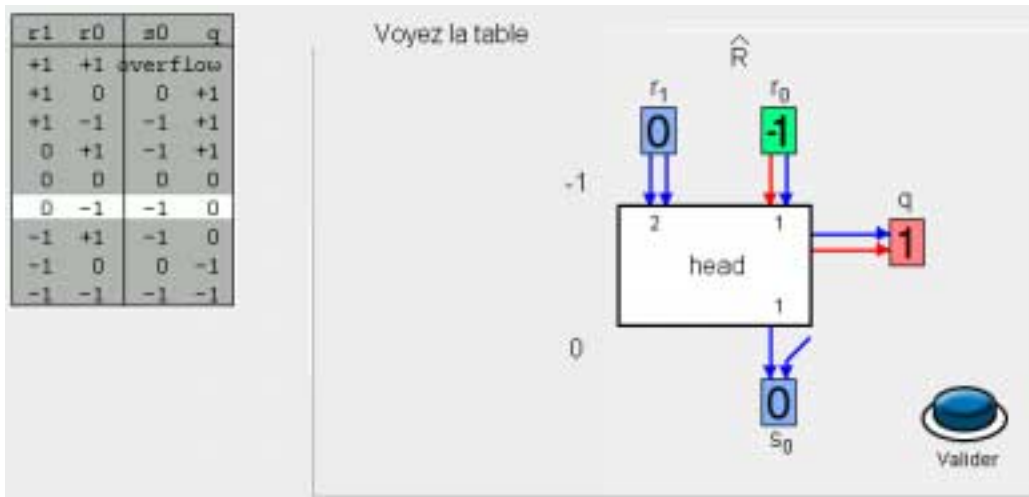 r1 r0 s0 q
+1 +1 overflow
+1 0 0 +1
+1 -1 -1 +1
0 +1 -1 +1
0 0 0 0
0 -1 -1 0
-1 +1 -1 0
-1 0 0 -1
-1 -1 -1 -1
Voyez la table
R̂
r₁ r₀
0 -1
-1
2 1
q
1
head
1
0
0
s₀
Valider